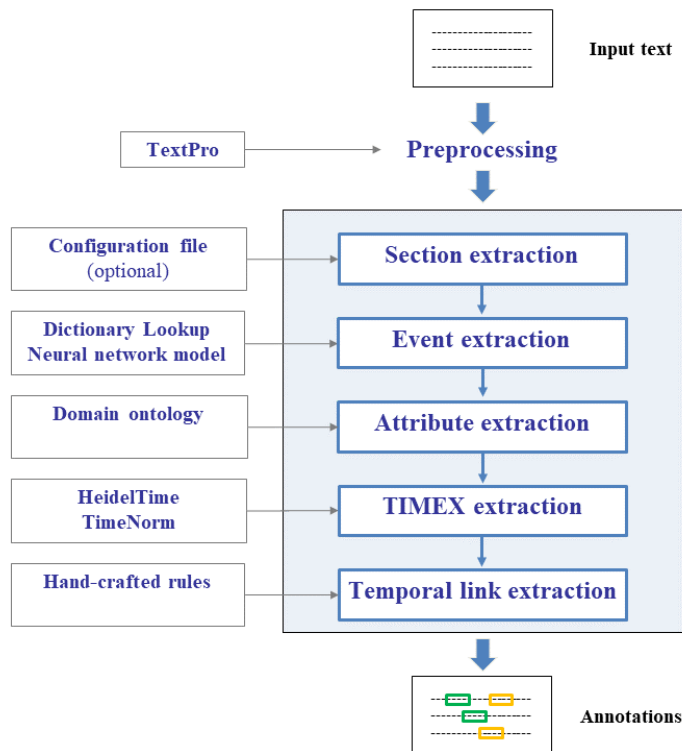 Input text
TextPro
Preprocessing
Configuration file
(optional)
Section extraction
Dictionary Lookup
Neural network model
Event extraction
Domain ontology
Attribute extraction
HeidelTime
TimeNorm
TIMEX extraction
Hand-crafted rules
Temporal link extraction
Annotations